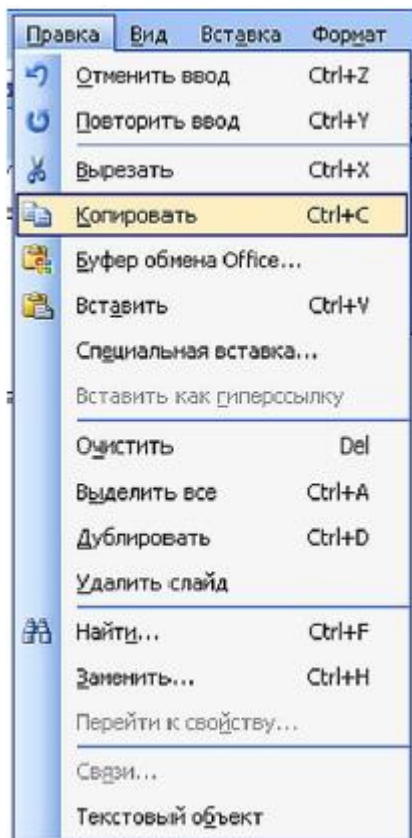 Правка Вид Вставка Формат
Отменить ввод Ctrl+Z
Повторить ввод Ctrl+Y
Вырезать Ctrl+X
Копировать Ctrl+C
Буфер обмена Office...
Вставить Ctrl+V
Специальная вставка...
Вставить как гиперссылку
Очистить Del
Выделить все Ctrl+A
Дублировать Ctrl+D
Удалить слайд
Найти... Ctrl+F
Заменить... Ctrl+H
Перейти к свойству...
Связи...
Текстовый объект